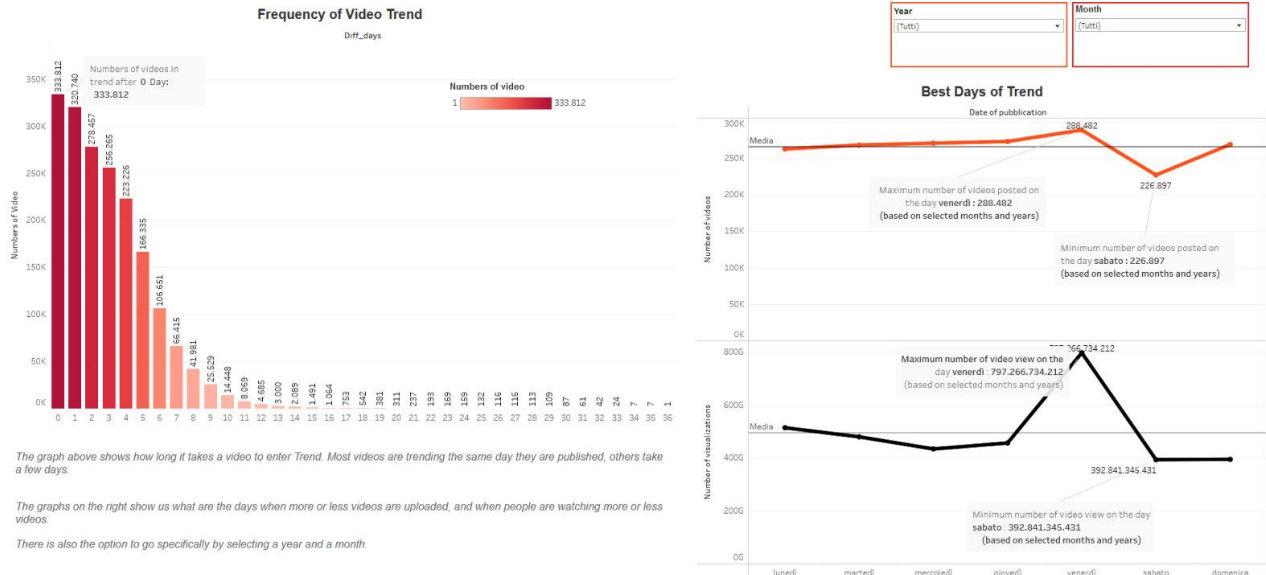 Frequency of Video Trend
Diff_days
Numbers of Video
350K
300K
250K
200K
150K
100K
50K
0K
333.812
320.740
278.457
256.265
223.226
166.335
106.651
66.415
41.981
25.529
14.448
8.069
4.685
3.000
2.089
1.491
1.064
753
542
381
311
237
193
169
169
132
116
116
113
109
87
61
42
24
7
7
1
0 1 2 3 4 5 6 7 8 9 10 11 12 13 14 15 16 17 18 19 20 21 22 23 24 25 26 27 28 29 30 31 32 33 34 35 36
Numbers of videos in
trend after 0 Day:
333.812
Numbers of video
1 333.812
The graph above shows how long it takes a video to enter Trend. Most videos are trending the same day they are published, others take
a few days.
The graphs on the right show us what are the days when more or less videos are uploaded, and when people are watching more or less
videos.
There is also the option to go specifically by selecting a year and a month.
Year
(Tutti)
Month
(Tutti)
Best Days of Trend
Date of pubblication
Number of videos
300K
250K
200K
150K
100K
50K
0K
Media
288.482
226.897
Maximum number of videos posted on
the day venerdì : 288.482
(based on selected months and years)
Minimum number of videos posted on
the day sabato : 226.897
(based on selected months and years)
Number of visualizations
800G
600G
400G
200G
0G
Media
Maximum number of video view on the
day venerdì : 797.266.734.212
(based on selected months and years)
392.841.345.431
Minimum number of video view on the day
sabato : 392.841.345.431
(based on selected months and years)
lunedì martedì mercoledì giovedì venerdì sabato domenica